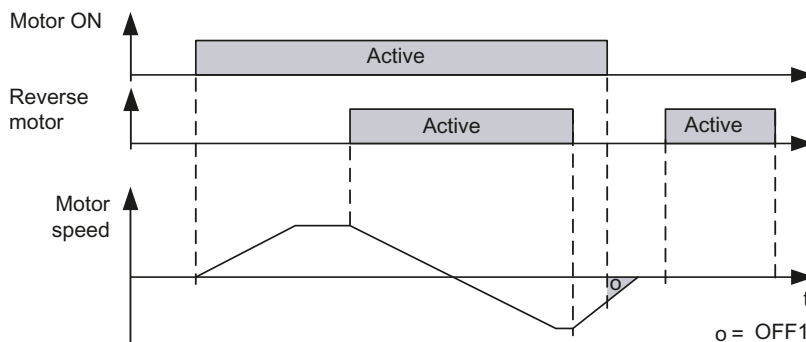 Motor ON
Active
Reverse
motor
Active
Active
Motor
speed
o
t
o = OFF1